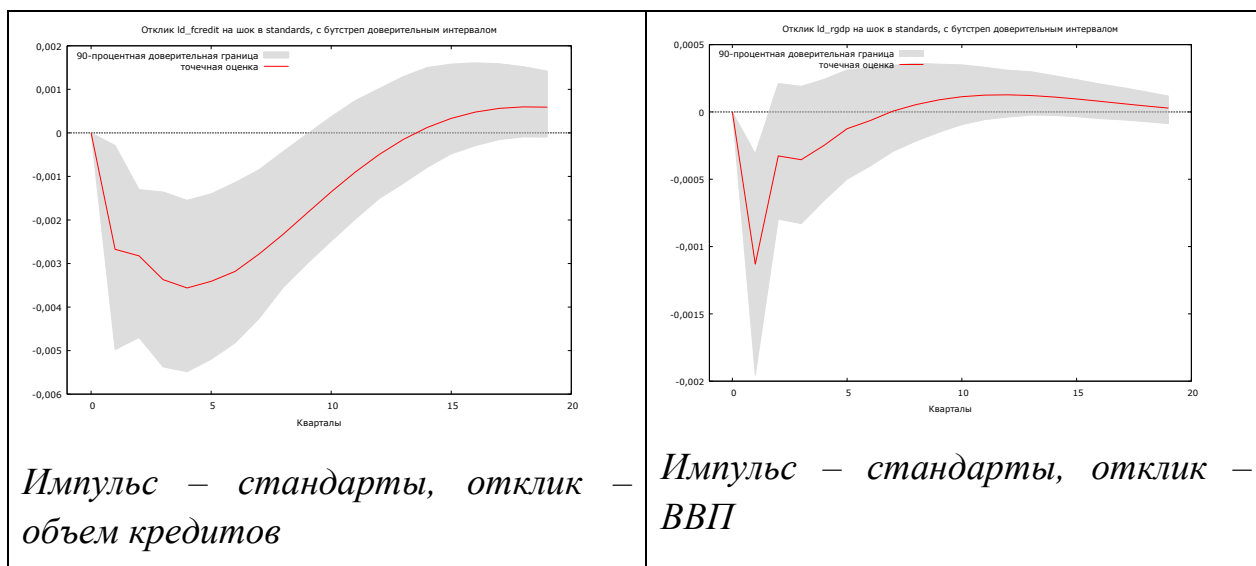 Отклик ld_fcredit на шок в standards, с бутстреп доверительным интервалом
0,002
90-процентная доверительная граница
точечная оценка
0,001
0
-0,001
-0,002
-0,003
-0,004
-0,005
-0,006
0 5 10 15 20
Кварталы
Импульс – стандарты, отклик –
объем кредитов
Отклик ld_rgdp на шок в standards, с бутстреп доверительным интервалом
0,0005
90-процентная доверительная граница
точечная оценка
0
-0,0005
-0,001
-0,0015
-0,002
0 5 10 15 20
Кварталы
Импульс – стандарты, отклик –
ВВП